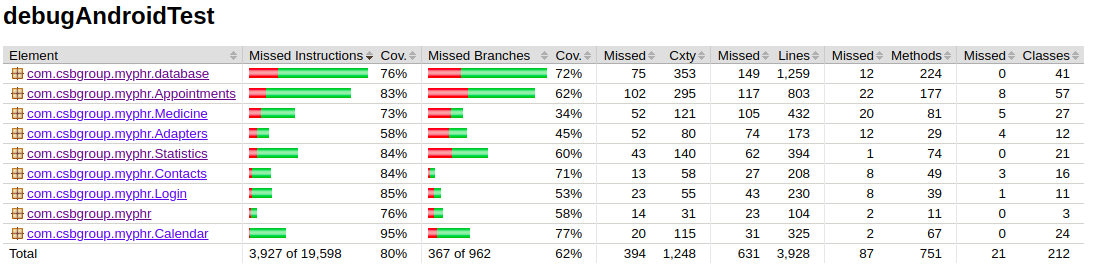 debugAndroidTest
Element Missed Instructions Cov. Missed Branches Cov. Missed Cxty Missed Lines Missed Methods Missed Classes
com.csbgroup.myphr.database 76% 72% 75 353 149 1,259 12 224 0 41
com.csbgroup.myphr.Appointments 83% 62% 102 295 117 803 22 177 8 57
com.csbgroup.myphr.Medicine 73% 34% 52 121 105 432 20 81 5 27
com.csbgroup.myphr.Adapters 58% 45% 52 80 74 173 12 29 4 12
com.csbgroup.myphr.Statistics 84% 60% 43 140 62 394 1 74 0 21
com.csbgroup.myphr.Contacts 84% 71% 13 58 27 208 8 49 3 16
com.csbgroup.myphr.Login 85% 53% 23 55 43 230 8 39 1 11
com.csbgroup.myphr 76% 58% 14 31 23 104 2 11 0 3
com.csbgroup.myphr.Calendar 95% 77% 20 115 31 325 2 67 0 24
Total 3,927 of 19,598 80% 367 of 962 62% 394 1,248 631 3,928 87 751 21 212